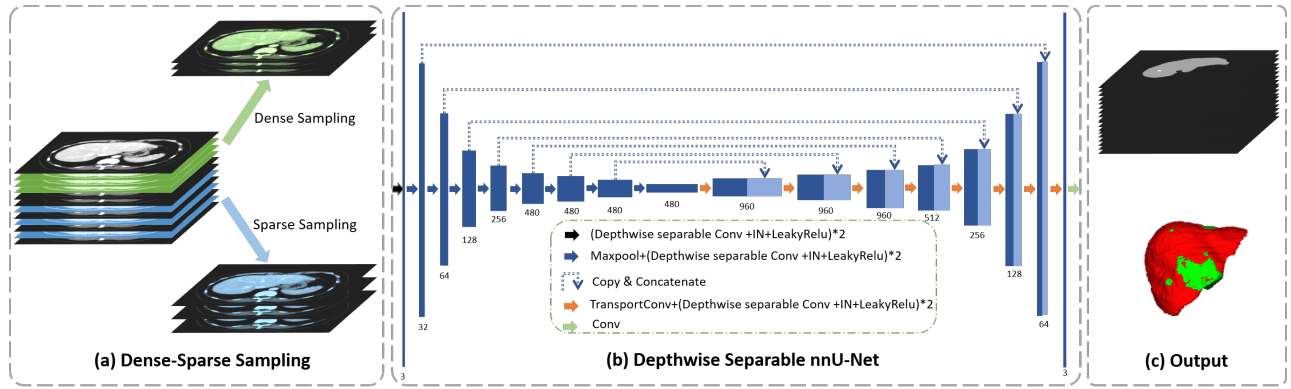 Dense Sampling
Sparse Sampling
(a) Dense-Sparse Sampling
3
32
64
128
256
480
480
480
480
960
960
960
512
256
128
64
3
(Depthwise separable Conv +IN+LeakyRelu)*2
Maxpool+(Depthwise separable Conv +IN+LeakyRelu)*2
Copy & Concatenate
TransportConv+(Depthwise separable Conv +IN+LeakyRelu)*2
Conv
(b) Depthwise Separable nnU-Net
(c) Output